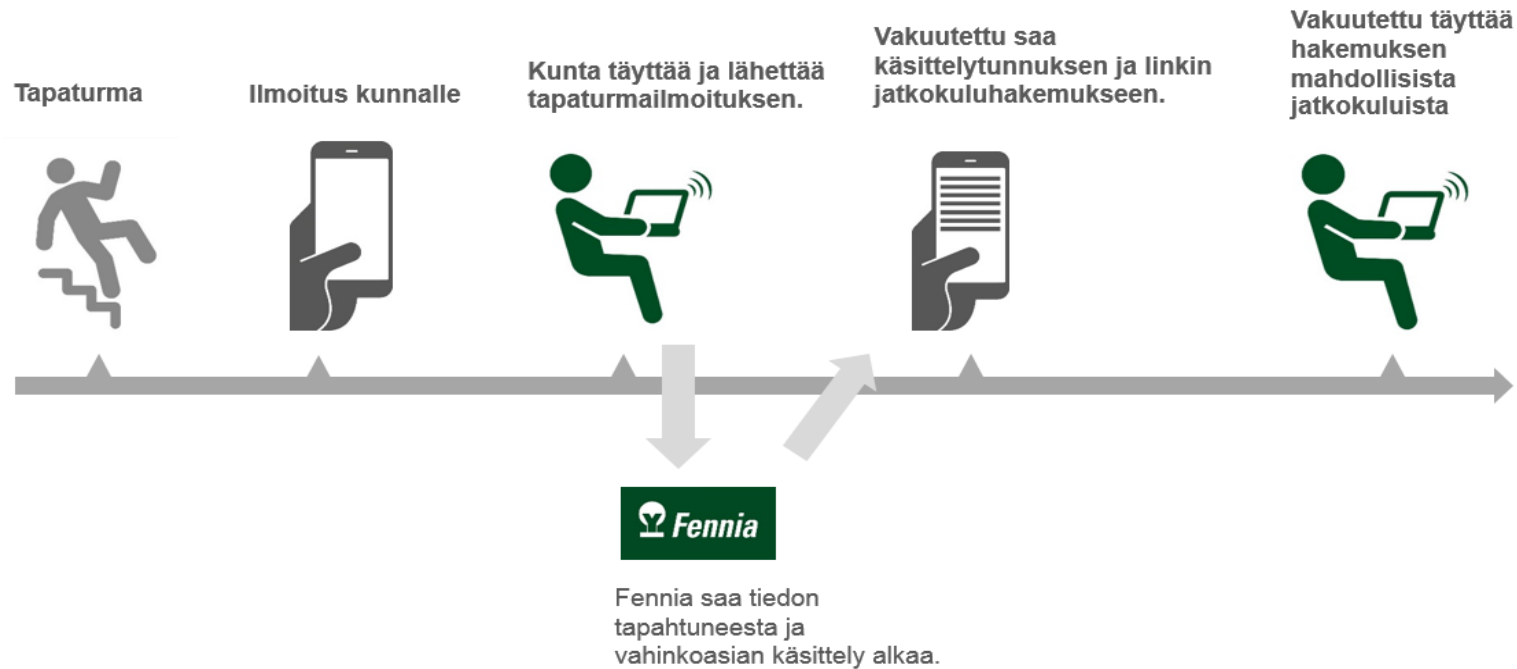 Tapaturma
Ilmoitus kunnalle
Kunta täyttää ja lähettää
tapaturmailmoituksen.
Vakuutettu saa
käsittelytunnuksen ja linkin
jatkokuluhakemukseen.
Vakuutettu täyttää
hakemuksen
mahdollisista
jatkokuluista
Fennia
Fennia saa tiedon
tapahtuneesta ja
vahinkoasian käsittely alkaa.